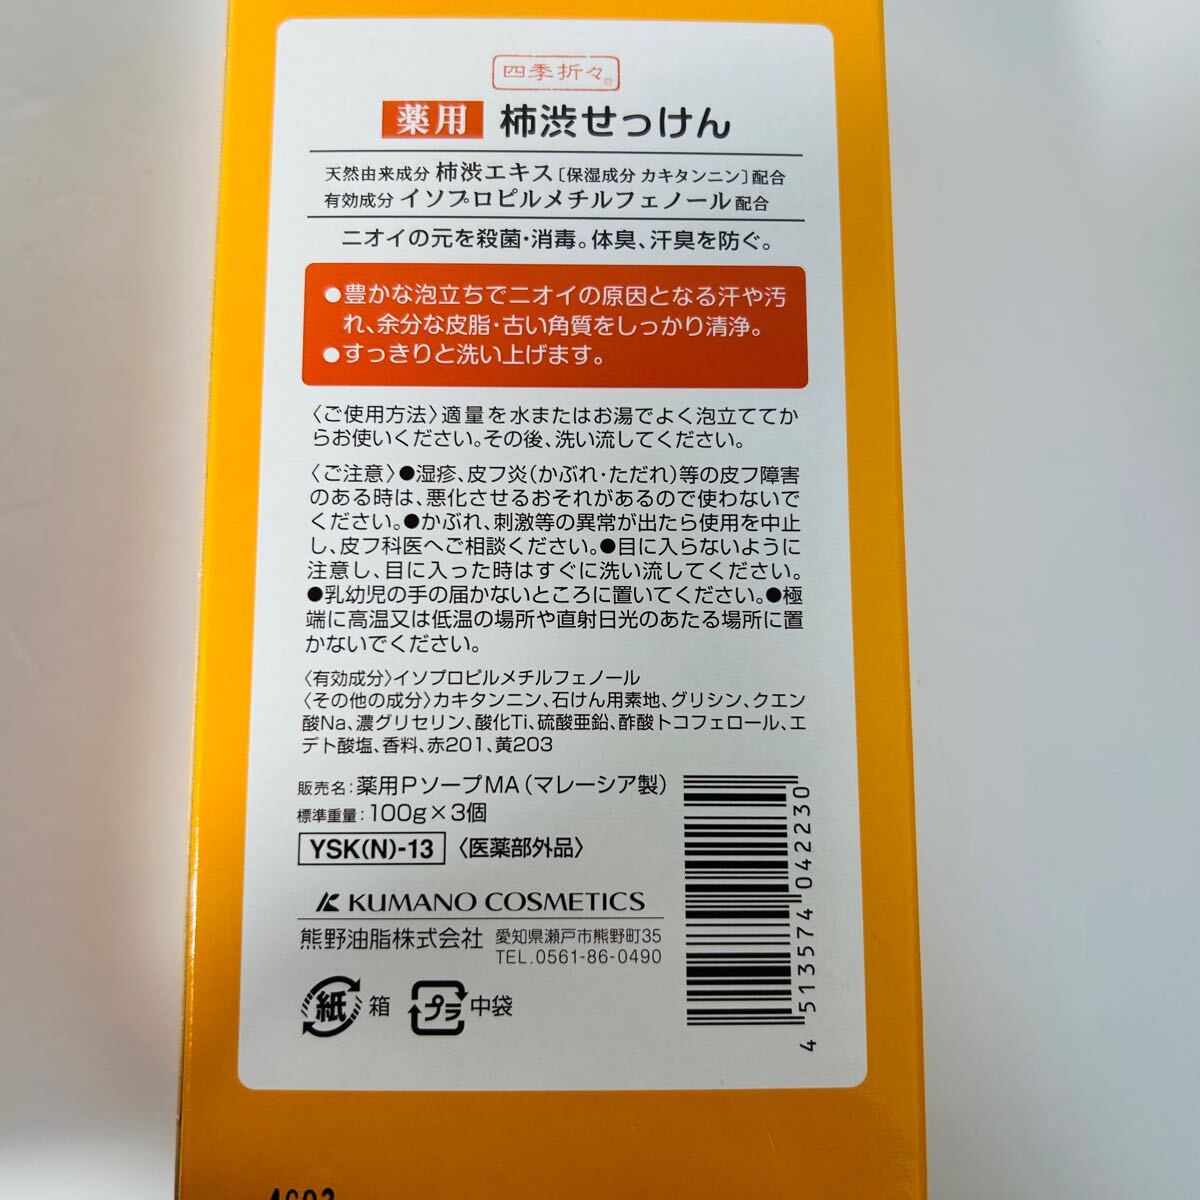 四季折々®
薬用 柿渋せっけん
天然由来成分 柿渋エキス〔保湿成分 カキタンニン〕配合
有効成分 イソプロピルメチルフェノール配合
ニオイの元を殺菌・消毒。体臭、汗臭を防ぐ。
●豊かな泡立ちでニオイの原因となる汗や汚
れ、余分な皮脂・古い角質をしっかり清浄。
●すっきりと洗い上げます。
〈ご使用方法〉適量を水またはお湯でよく泡立ててか
らお使いください。その後、洗い流してください。
〈ご注意〉●湿疹、皮フ炎(かぶれ・ただれ)等の皮フ障害
のある時は、悪化させるおそれがあるので使わないで
ください。●かぶれ、刺激等の異常が出たら使用を中止
し、皮フ科医へご相談ください。●目に入らないように
注意し、目に入った時はすぐに洗い流してください。
●乳幼児の手の届かないところに置いてください。●極
端に高温又は低温の場所や直射日光のあたる場所に置
かないでください。
〈有効成分〉イソプロピルメチルフェノール
〈その他の成分〉カキタンニン、石けん用素地、グリシン、クエン
酸Na、濃グリセリン、酸化Ti、硫酸亜鉛、酢酸トコフェロール、エ
デト酸塩、香料、赤201、黄203
販売名:薬用PソープMA(マレーシア製)
標準重量:100g×3個
YSK(N)-13 〈医薬部外品〉
KUMANO COSMETICS
熊野油脂株式会社 愛知県瀬戸市熊野町35
TEL.0561-86-0490
紙 箱 プラ 中袋
4 513574 042230